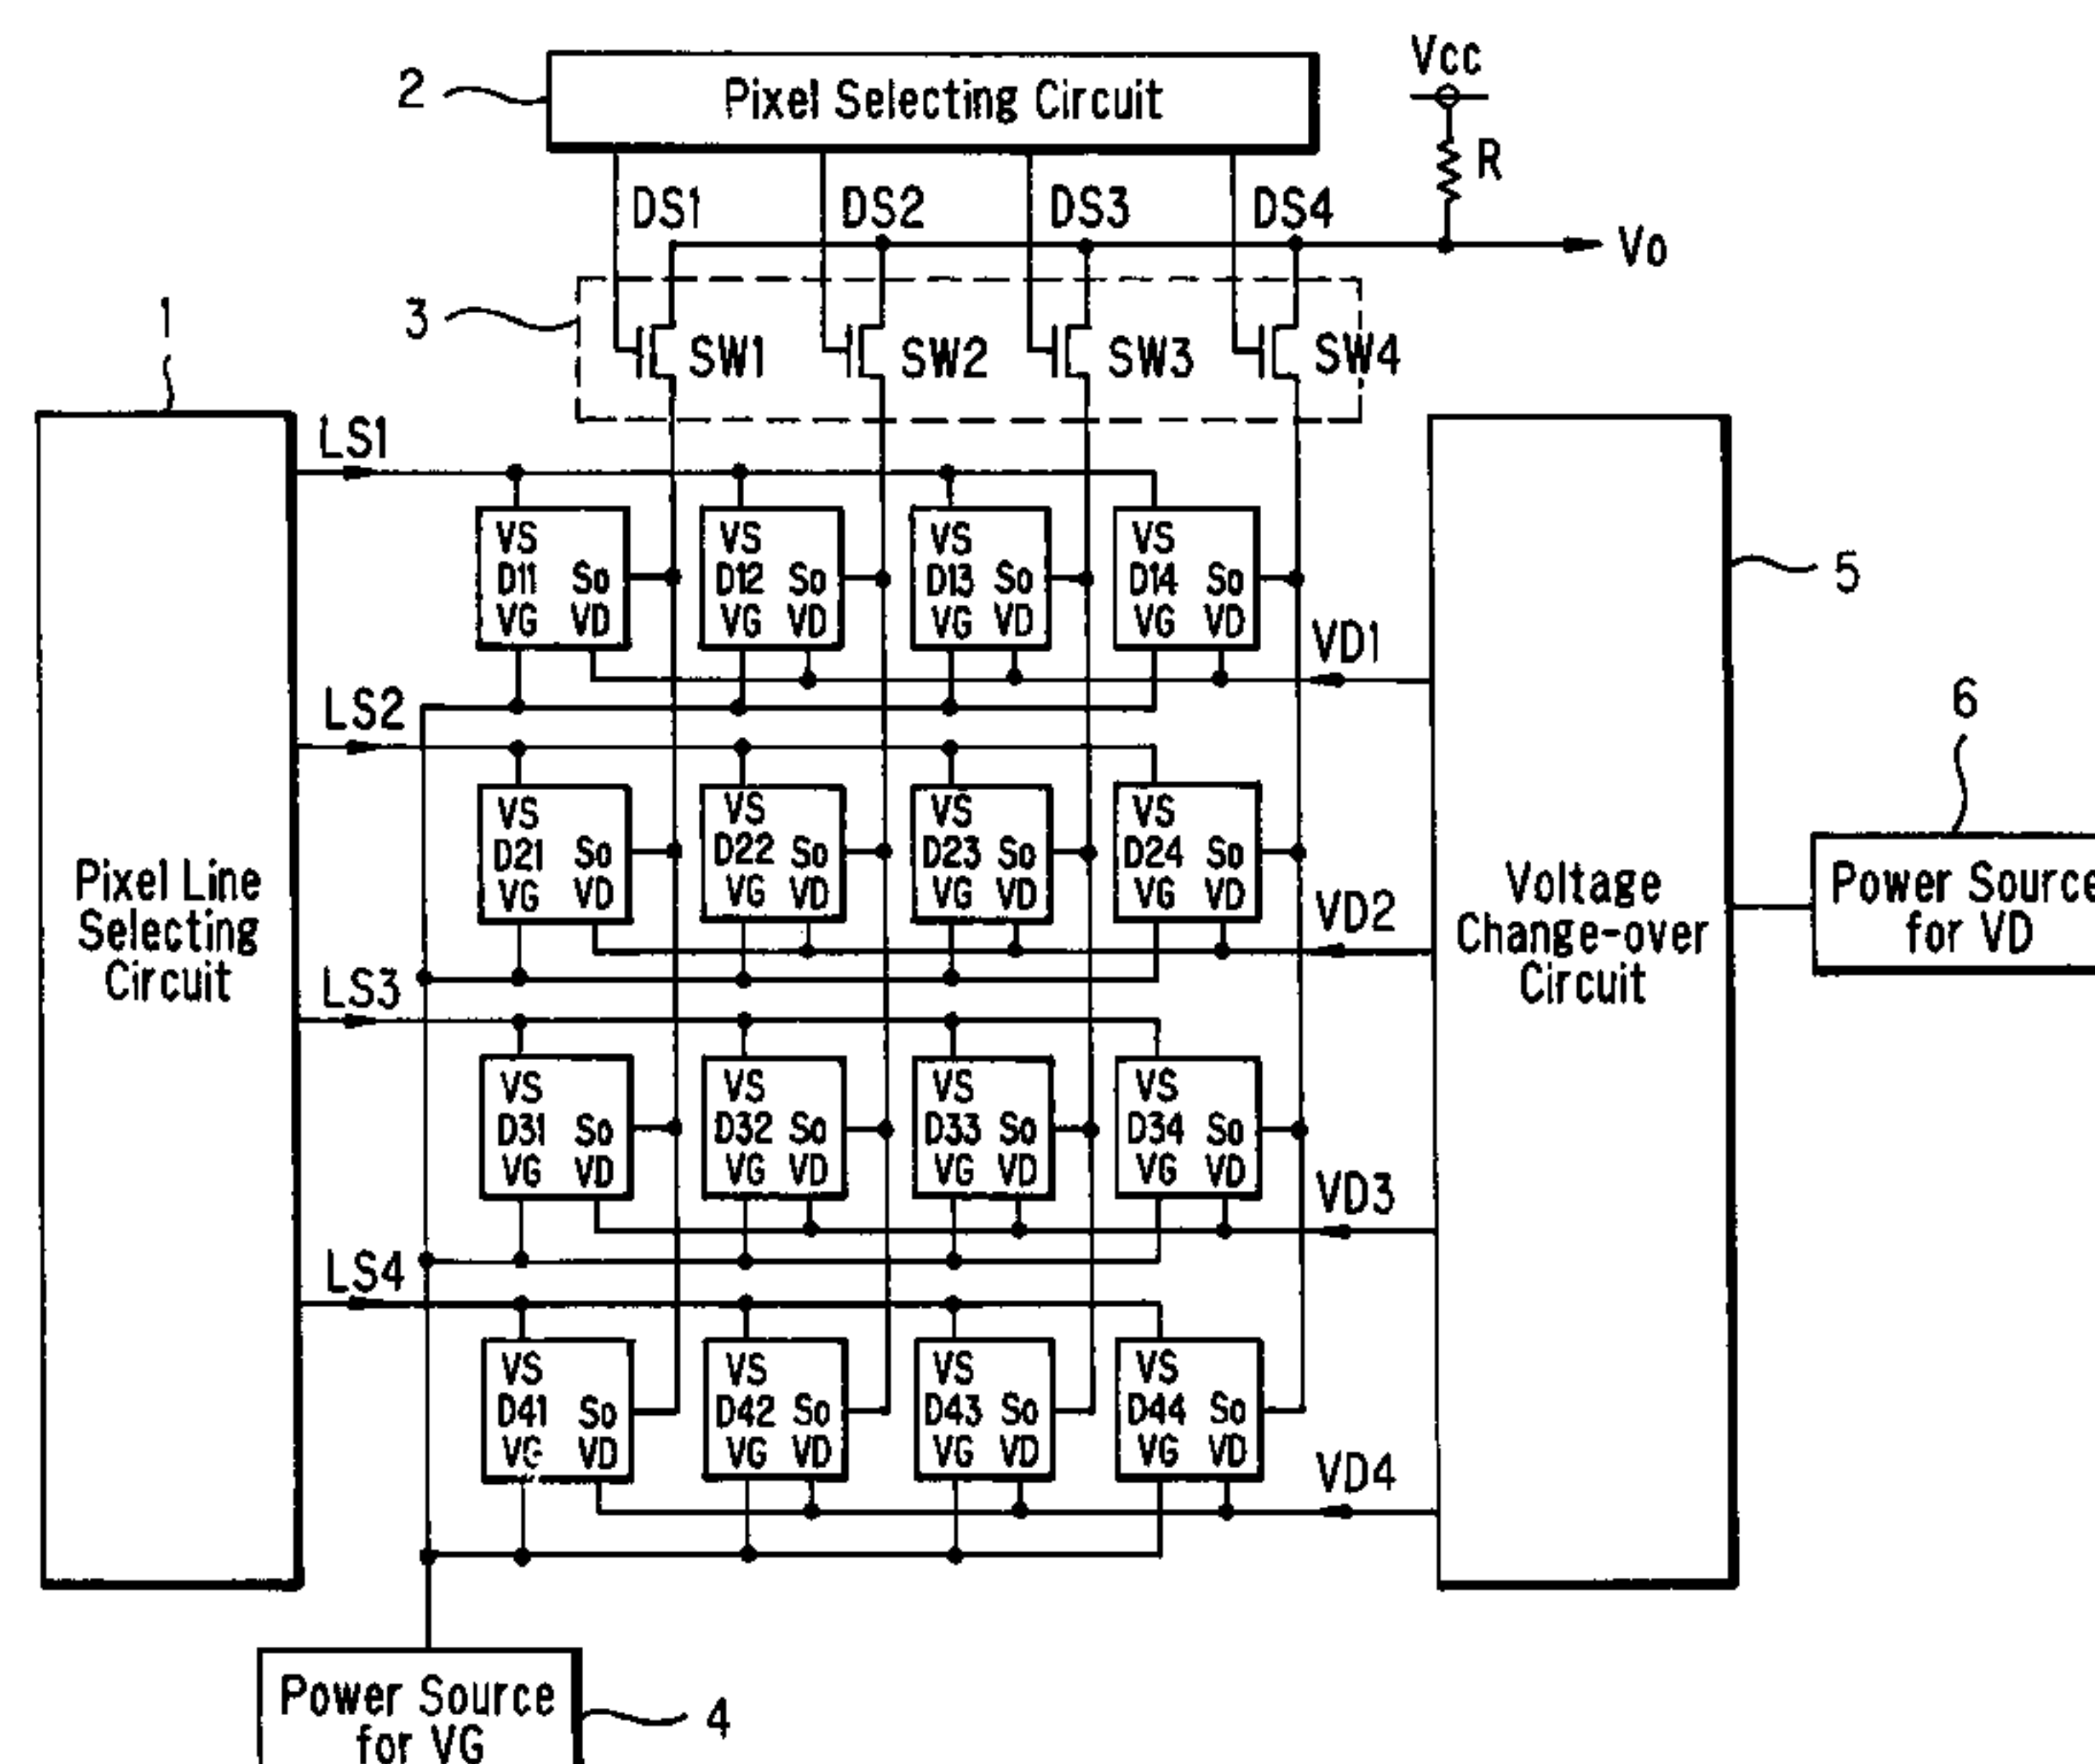 Vcc
2
Pixel Selecting Circuit
R
DS1 DS2 DS3 DS4
Vo
3
SW1 SW2 SW3 SW4
1
LS1
VS VS VS VS
D11 So D12 So D13 So D14 So
5
VG VD VG VD VG VD VG VD
VD1
LS2
6
VS VS VS VS
D21 So D22 So D23 So D24 So
VG VD VG VD VG VD VG VD
VD2
Pixel Line
Selecting
Circuit
Voltage
Change-over
Circuit
Power Source
for VD
LS3
VS VS VS VS
D31 So D32 So D33 So D34 So
VG VD VG VD VG VD VG VD
VD3
LS4
VS VS VS VS
D41 So D42 So D43 So D44 So
VG VD VG VD VG VD VG VD
VD4
Power Source
for VG
4